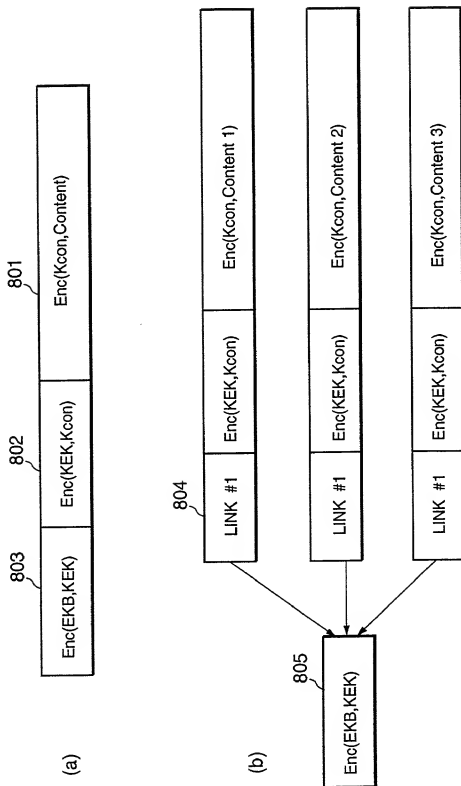 (a)
803
802
801
Enc(EKB,KEK)
Enc(KEK,Kcon)
Enc(Kcon,Content)
(b)
804
LINK #1
Enc(KEK,Kcon)
Enc(Kcon,Content 1)
805
Enc(EKB,KEK)
LINK #1
Enc(KEK,Kcon)
Enc(Kcon,Content 2)
LINK #1
Enc(KEK,Kcon)
Enc(Kcon,Content 3)